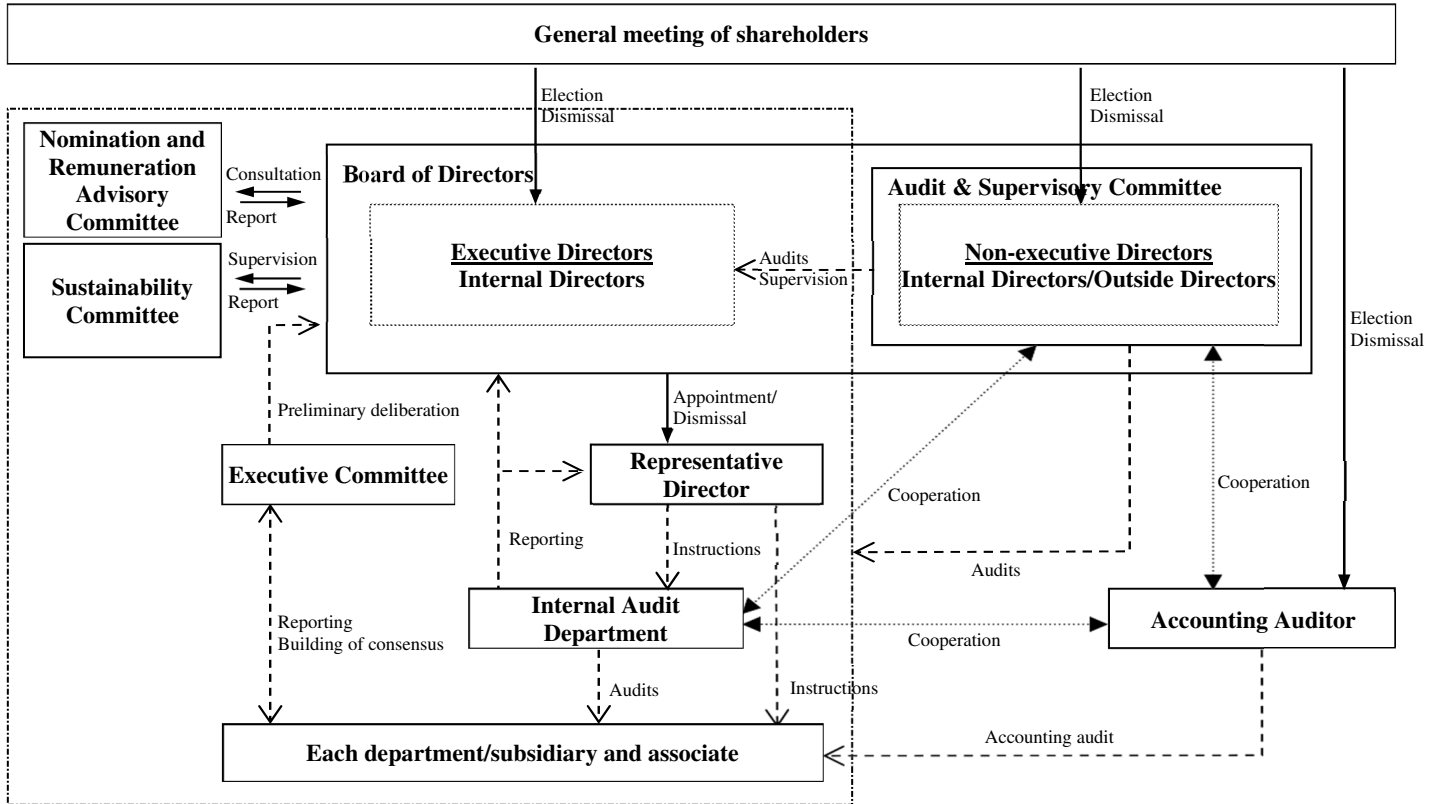 General meeting of shareholders
Election
Dismissal
Election
Dismissal
Election
Dismissal
Nomination and
Remuneration
Advisory
Committee
Consultation
Report
Sustainability
Committee
Supervision
Report
Board of Directors
Executive Directors
Internal Directors
Audits
Supervision
Audit & Supervisory Committee
Non-executive Directors
Internal Directors/Outside Directors
Preliminary deliberation
Appointment/
Dismissal
Executive Committee
Representative
Director
Cooperation
Cooperation
Reporting
Instructions
Audits
Internal Audit
Department
Accounting Auditor
Reporting
Building of consensus
Cooperation
Audits
Instructions
Each department/subsidiary and associate
Accounting audit